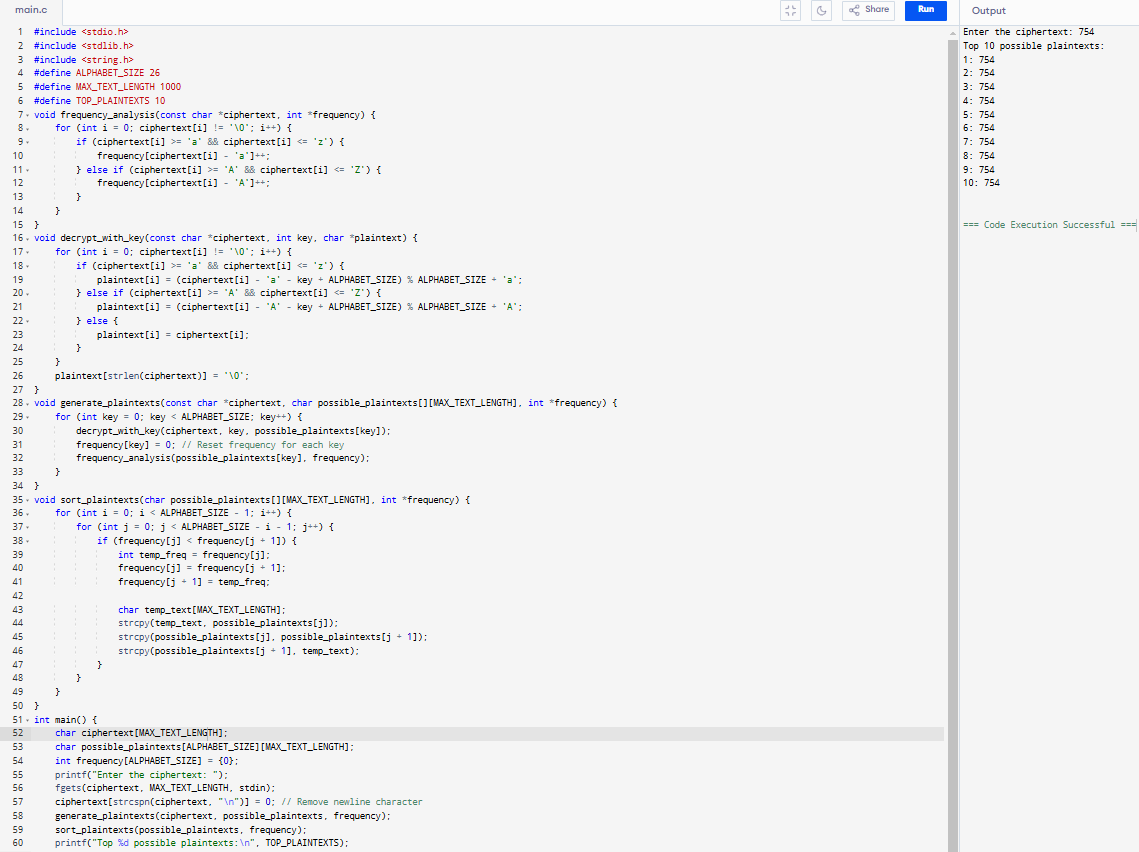 main.c
Share
Run
Output
1 #include <stdio.h>
2 #include <stdlib.h>
3 #include <string.h>
4 #define ALPHABET_SIZE 26
5 #define MAX_TEXT_LENGTH 1000
6 #define TOP_PLAINTEXTS 10
7 void frequency_analysis(const char *ciphertext, int *frequency) {
8     for (int i = 0; ciphertext[i] != '\0'; i++) {
9         if (ciphertext[i] >= 'a' && ciphertext[i] <= 'z') {
10             frequency[ciphertext[i] - 'a']++;
11         } else if (ciphertext[i] >= 'A' && ciphertext[i] <= 'Z') {
12             frequency[ciphertext[i] - 'A']++;
13         }
14     }
15 }
16 void decrypt_with_key(const char *ciphertext, int key, char *plaintext) {
17     for (int i = 0; ciphertext[i] != '\0'; i++) {
18         if (ciphertext[i] >= 'a' && ciphertext[i] <= 'z') {
19             plaintext[i] = (ciphertext[i] - 'a' - key + ALPHABET_SIZE) % ALPHABET_SIZE + 'a';
20         } else if (ciphertext[i] >= 'A' && ciphertext[i] <= 'Z') {
21             plaintext[i] = (ciphertext[i] - 'A' - key + ALPHABET_SIZE) % ALPHABET_SIZE + 'A';
22         } else {
23             plaintext[i] = ciphertext[i];
24         }
25     }
26     plaintext[strlen(ciphertext)] = '\0';
27 }
28 void generate_plaintexts(const char *ciphertext, char possible_plaintexts[][MAX_TEXT_LENGTH], int *frequency) {
29     for (int key = 0; key < ALPHABET_SIZE; key++) {
30         decrypt_with_key(ciphertext, key, possible_plaintexts[key]);
31         frequency[key] = 0; // Reset frequency for each key
32         frequency_analysis(possible_plaintexts[key], frequency);
33     }
34 }
35 void sort_plaintexts(char possible_plaintexts[][MAX_TEXT_LENGTH], int *frequency) {
36     for (int i = 0; i < ALPHABET_SIZE - 1; i++) {
37         for (int j = 0; j < ALPHABET_SIZE - i - 1; j++) {
38             if (frequency[j] < frequency[j + 1]) {
39                 int temp_freq = frequency[j];
40                 frequency[j] = frequency[j + 1];
41                 frequency[j + 1] = temp_freq;
42
43                 char temp_text[MAX_TEXT_LENGTH];
44                 strcpy(temp_text, possible_plaintexts[j]);
45                 strcpy(possible_plaintexts[j], possible_plaintexts[j + 1]);
46                 strcpy(possible_plaintexts[j + 1], temp_text);
47             }
48         }
49     }
50 }
51 int main() {
52     char ciphertext[MAX_TEXT_LENGTH];
53     char possible_plaintexts[ALPHABET_SIZE][MAX_TEXT_LENGTH];
54     int frequency[ALPHABET_SIZE] = {0};
55     printf("Enter the ciphertext: ");
56     fgets(ciphertext, MAX_TEXT_LENGTH, stdin);
57     ciphertext[strcspn(ciphertext, "\n")] = 0; // Remove newline character
58     generate_plaintexts(ciphertext, possible_plaintexts, frequency);
59     sort_plaintexts(possible_plaintexts, frequency);
60     printf("Top %d possible plaintexts:\n", TOP_PLAINTEXTS);
Enter the ciphertext: 754
Top 10 possible plaintexts:
1: 754
2: 754
3: 754
4: 754
5: 754
6: 754
7: 754
8: 754
9: 754
10: 754
=== Code Execution Successful ===